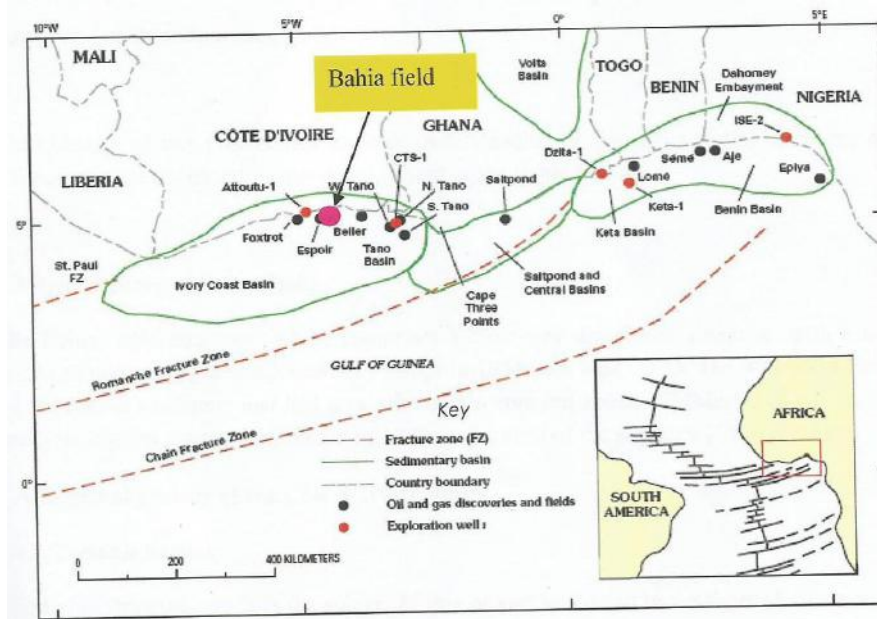 10°W
5°W
0°
5°E
MALI
Bahia field
Volta
Basin
TOGO
BENIN
Dahomey
Embayment
NIGERIA
ISE-2
CÔTE D'IVOIRE
GHANA
CTS-1
Dzita-1
LIBERIA
Attoutu-1
W. Tano
N. Tano
S. Tano
Saltpond
Lomé
Sémé
Aje
Epiya
5°
Foxtrot
Espoir
Belier
Tano
Basin
Keta-1
Keta Basin
Benin Basin
St. Paul
FZ
Ivory Coast Basin
Cape
Three
Points
Saltpond and
Central Basins
Romanche Fracture Zone
GULF OF GUINEA
Chain Fracture Zone
Key
Fracture zone (FZ)
Sedimentary basin
Country boundary
Oil and gas discoveries and fields
Exploration well
0°
0 200 400 KILOMETERS
AFRICA
SOUTH
AMERICA